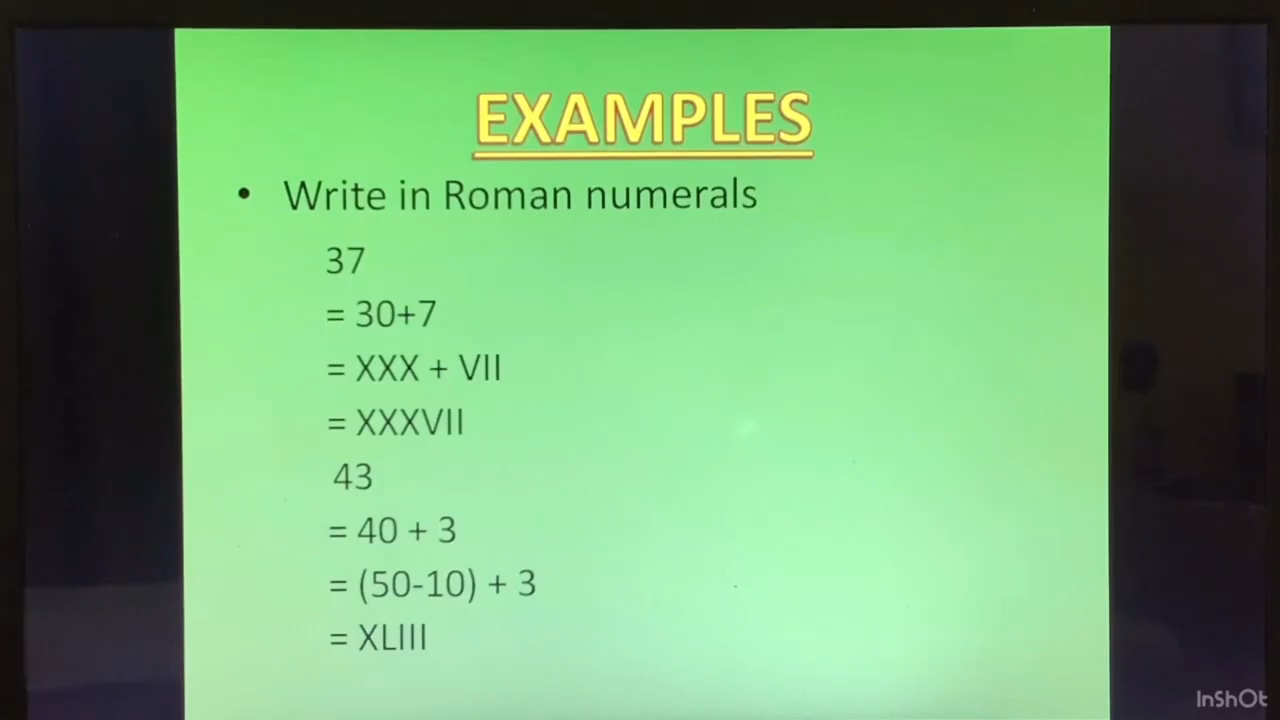 EXAMPLES
• Write in Roman numerals
37
= 30+7
= XXX + VII
= XXXVII
43
= 40 + 3
= (50-10) + 3
= XLIII
InShOt